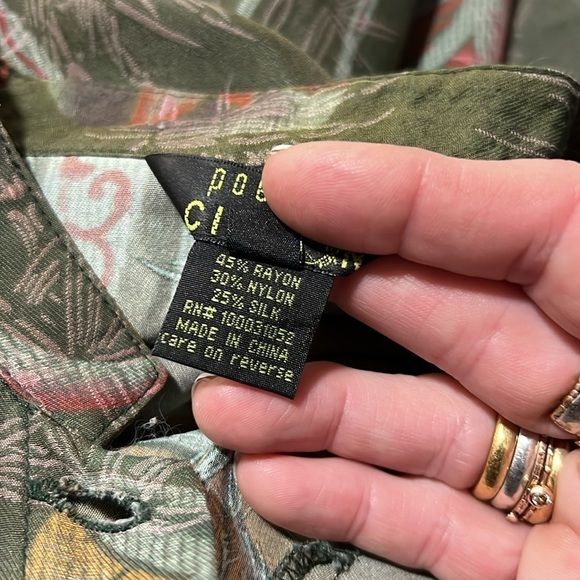 45% RAYON
30% NYLON
25% SILK
RN# 100031052
MADE IN CHINA
care on reverse